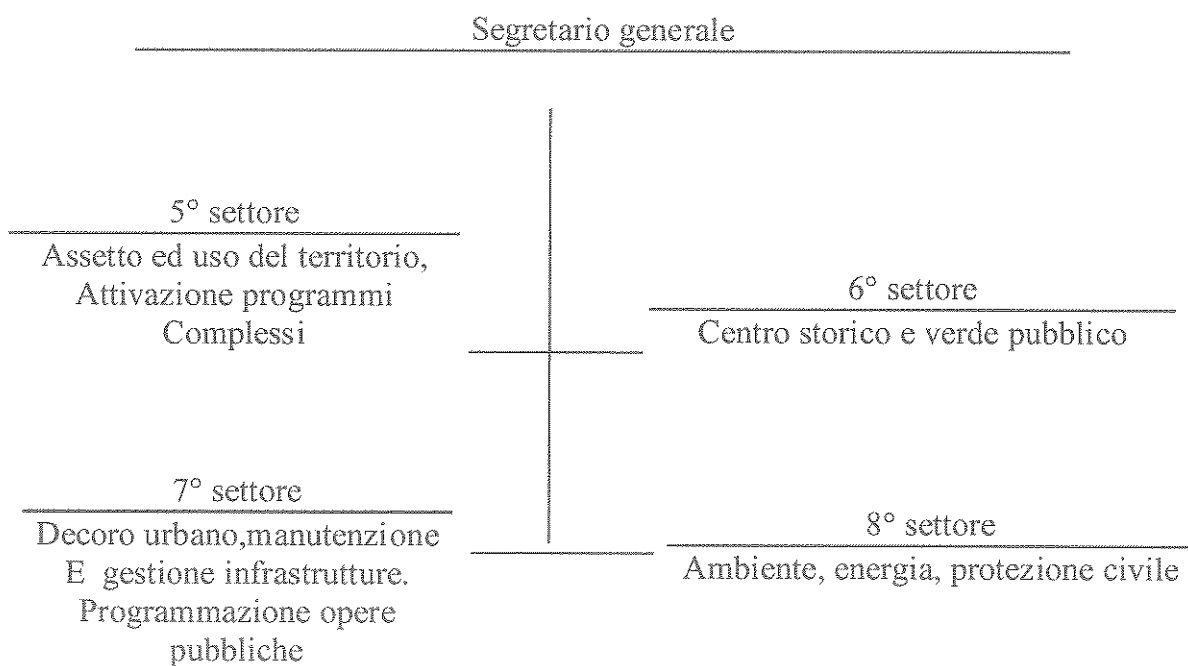 Segretario generale
5° settore
Assetto ed uso del territorio,
Attivazione programmi
Complessi
6° settore
Centro storico e verde pubblico
7° settore
Decoro urbano,manutenzione
E gestione infrastrutture.
Programmazione opere
pubbliche
8° settore
Ambiente, energia, protezione civile